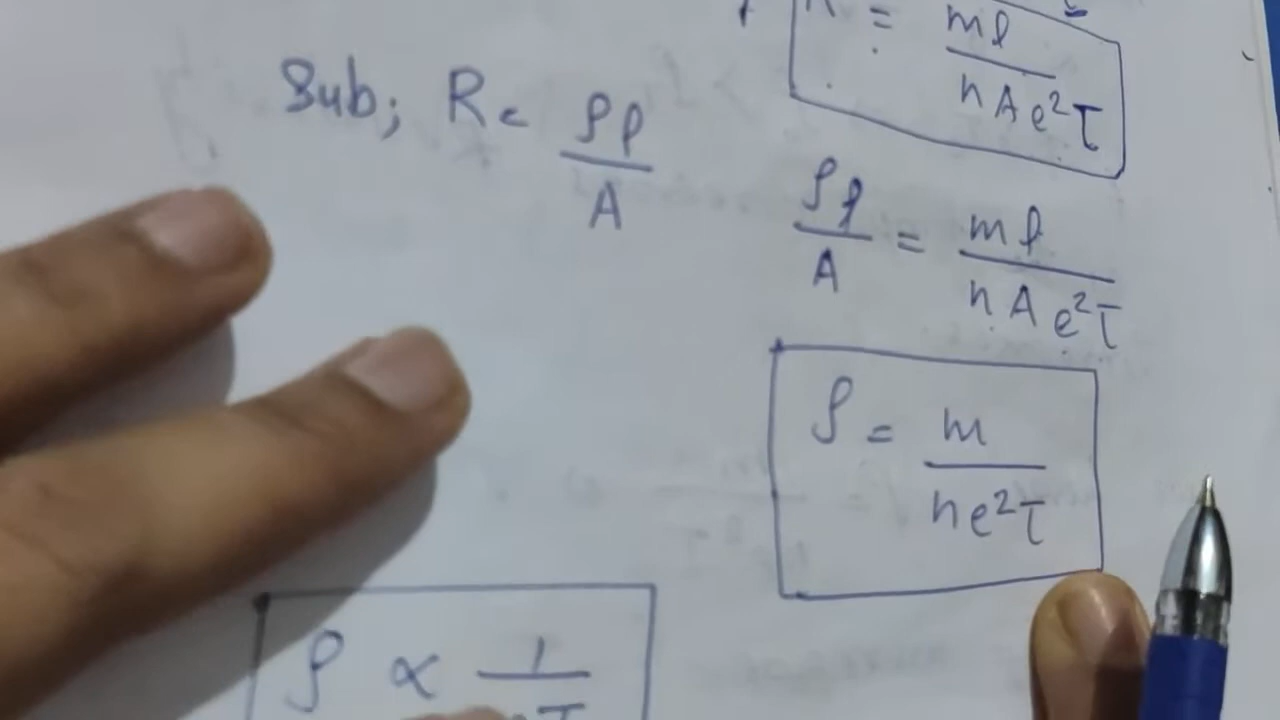 R = ml / nAe²τ
Sub; R = ρl / A
ρl / A = ml / nAe²τ
ρ = m / ne²τ
ρ ∝ 1 / τ